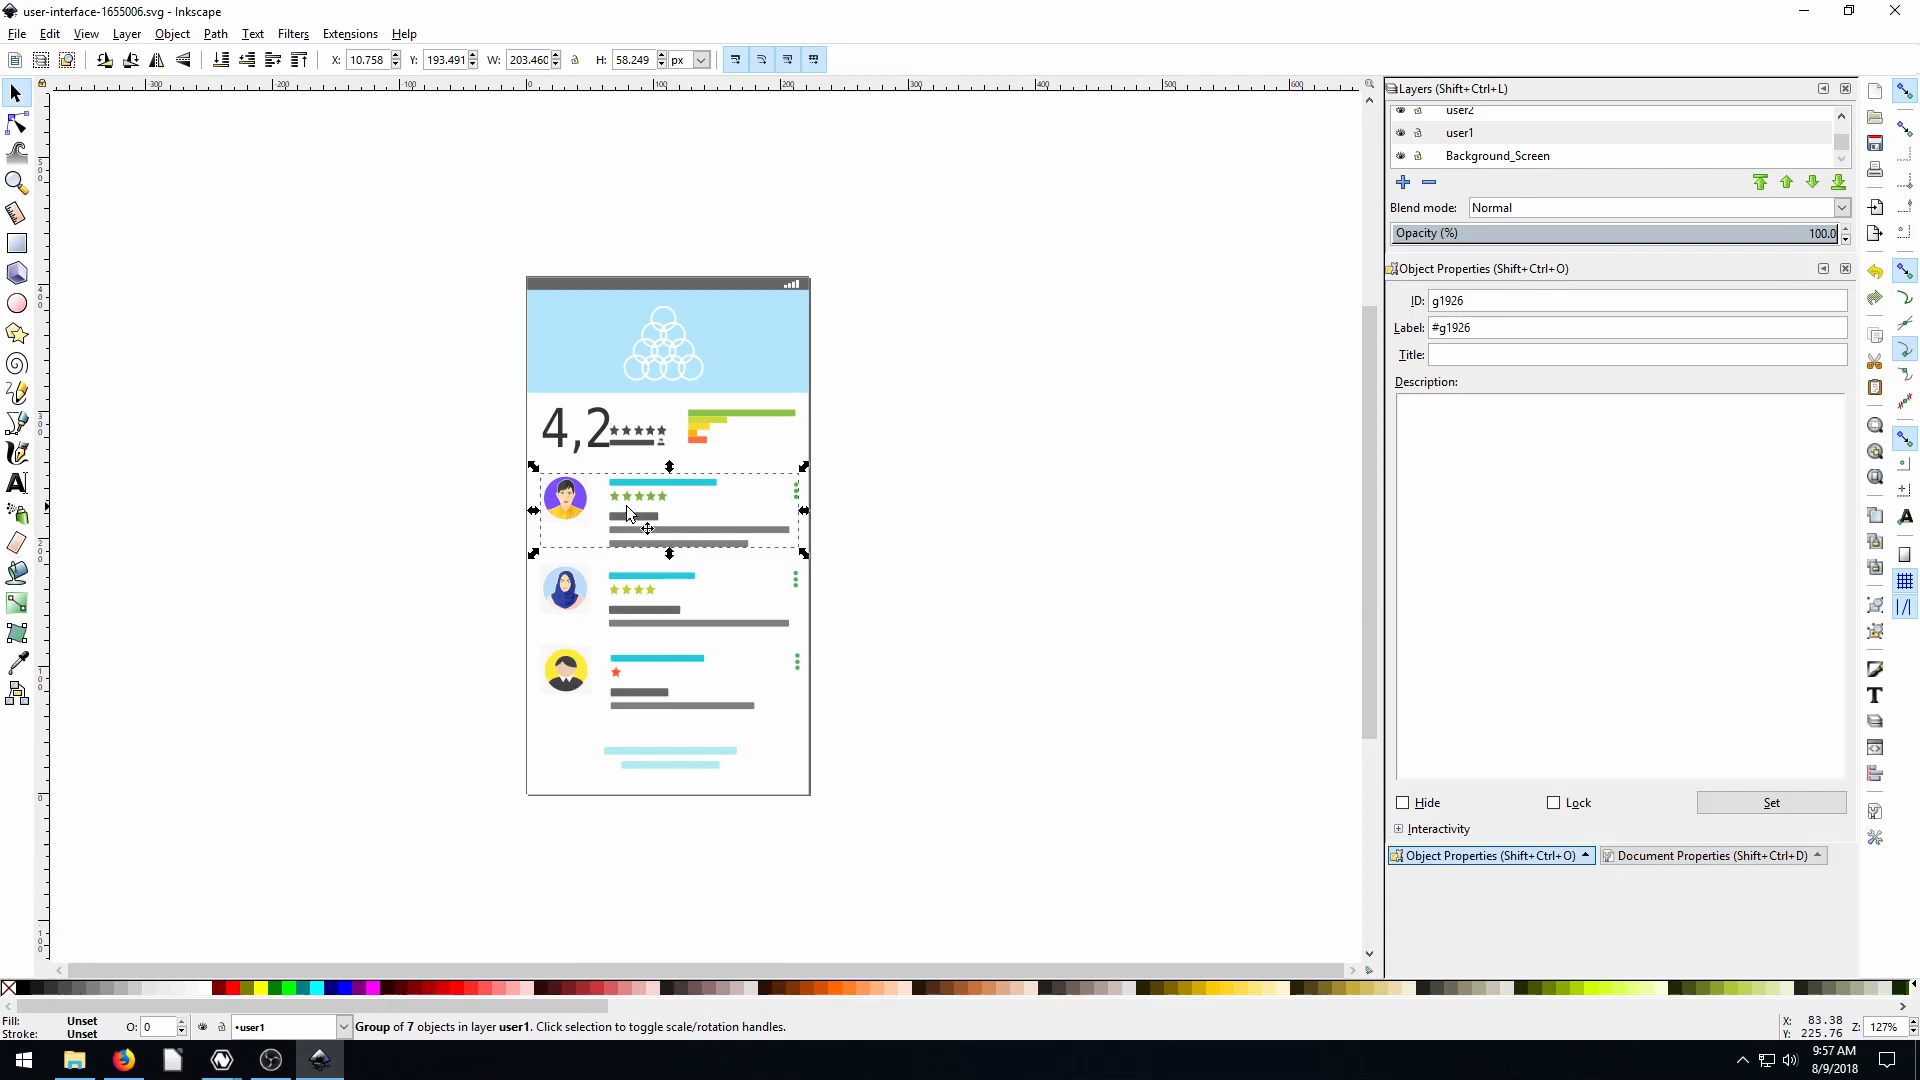 user-interface-1655006.svg - Inkscape
File Edit View Layer Object Path Text Filters Extensions Help
X: 10.758 Y: 193.491 W: 203.460 H: 58.249 px
Layers (Shift+Ctrl+L)
user2
user1
Background_Screen
Blend mode: Normal
Opacity (%) 100.0
Object Properties (Shift+Ctrl+O)
ID: g1926
Label: #g1926
Title:
Description:
4,2
Hide Lock Set
Interactivity
Object Properties (Shift+Ctrl+O) Document Properties (Shift+Ctrl+D)
Fill: Unset
Stroke: Unset
O: 0
•user1
Group of 7 objects in layer user1. Click selection to toggle scale/rotation handles.
X: 83.38
Y: 225.76
Z: 127%
9:57 AM
8/9/2018